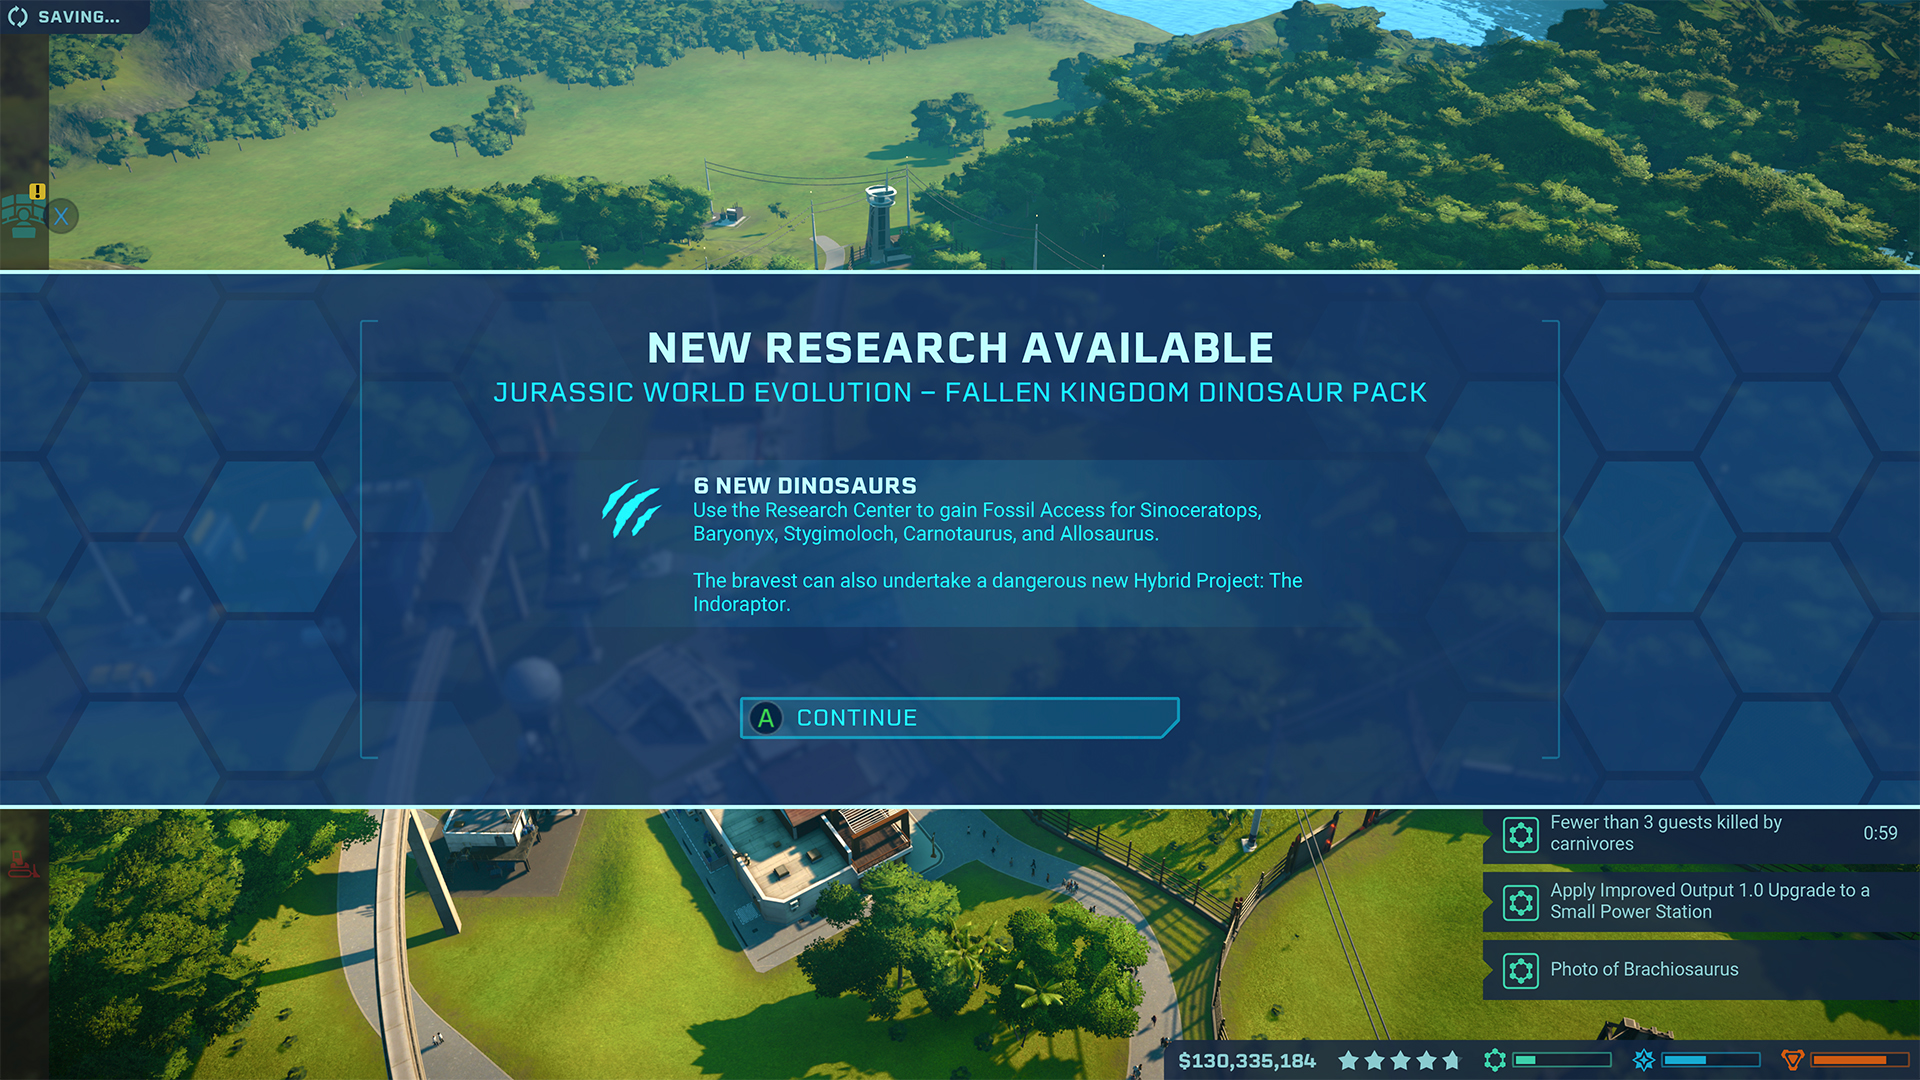 SAVING...
!
X
NEW RESEARCH AVAILABLE
JURASSIC WORLD EVOLUTION – FALLEN KINGDOM DINOSAUR PACK
6 NEW DINOSAURS
Use the Research Center to gain Fossil Access for Sinoceratops,
Baryonyx, Stygimoloch, Carnotaurus, and Allosaurus.
The bravest can also undertake a dangerous new Hybrid Project: The
Indoraptor.
A CONTINUE
Fewer than 3 guests killed by
carnivores
0:59
Apply Improved Output 1.0 Upgrade to a
Small Power Station
Photo of Brachiosaurus
$130,335,184